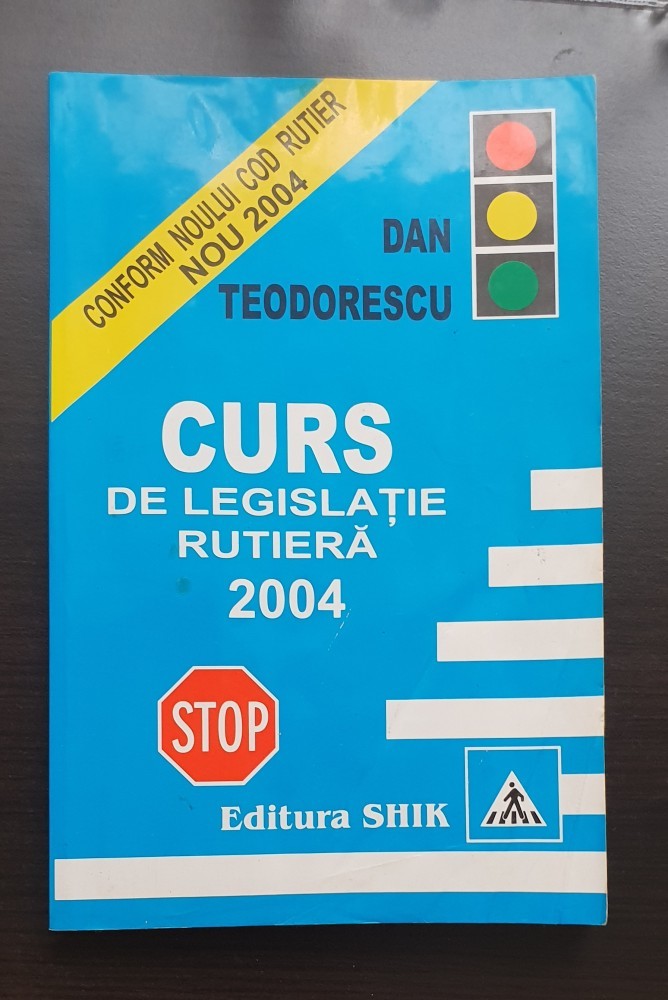 CONFORM NOULUI COD RUTIER
NOU 2004
DAN
TEODORESCU
CURS
DE LEGISLAȚIE
RUTIERĂ
2004
STOP
Editura SHIK